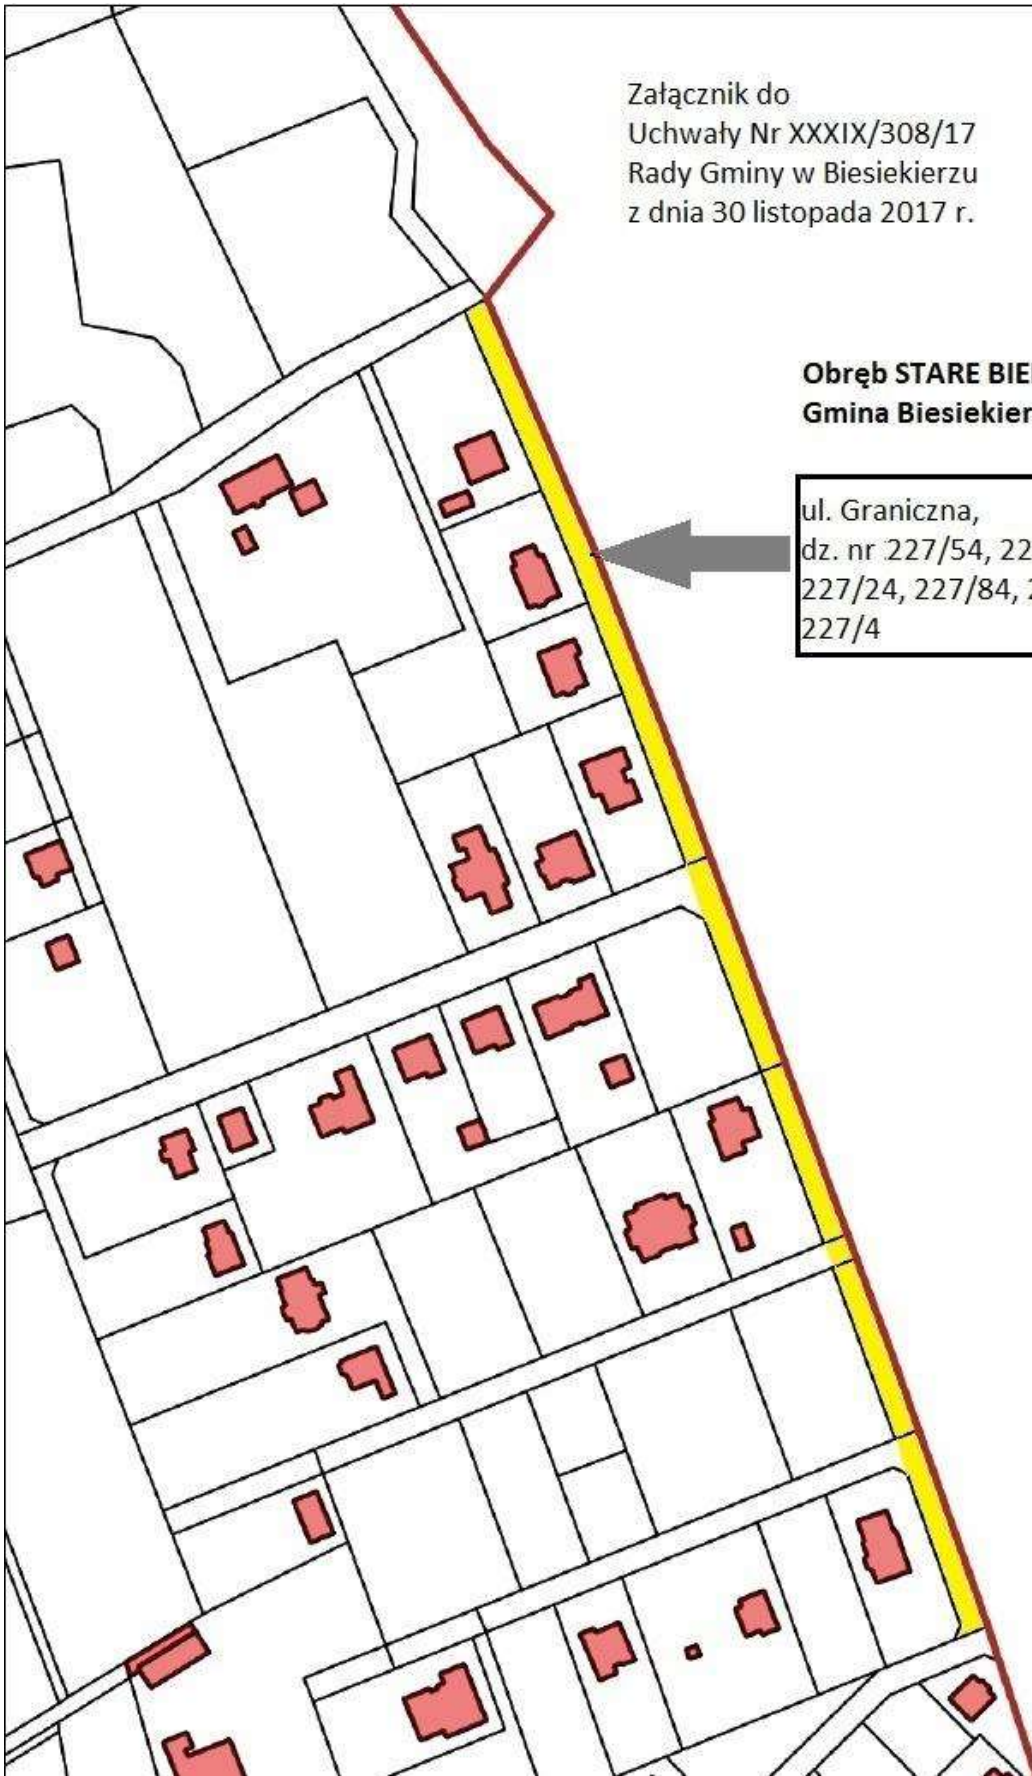 Załącznik do
Uchwały Nr XXXIX/308/17
Rady Gminy w Biesiekierzu
z dnia 30 listopada 2017 r.
Obręb STARE
Gmina
ul. Graniczna,
dz. nr 227/54,
227/24, 227/84,
227/4